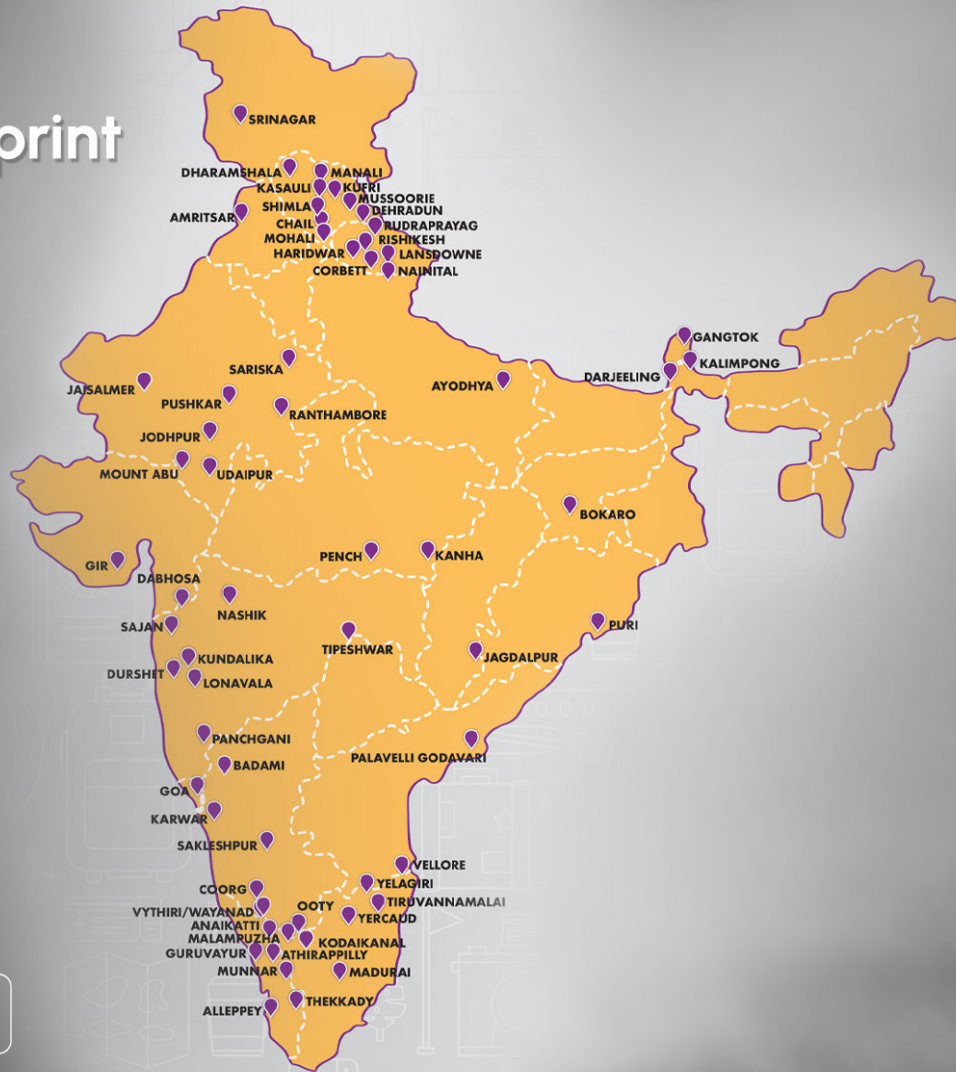 print
SRINAGAR
DHARAMSHALA
MANALI
KASAULI
KUFRI
MUSSOORIE
SHIMLA
DEHRADUN
AMRITSAR
CHAIL
RUDRAPRAYAG
MOHALI
RISHIKESH
HARIDWAR
LANSDOWNE
CORBETT
NAINITAL
GANGTOK
KALIMPONG
DARJEELING
SARISKA
AYODHYA
JAISALMER
PUSHKAR
RANTHAMBORE
JODHPUR
MOUNT ABU
UDAIPUR
BOKARO
PENCH
KANHA
GIR
DABHOSA
NASHIK
SAJAN
PURI
TIPESHWAR
JAGDALPUR
KUNDALIKA
DURSHET
LONAVALA
PANCHGANI
PALAVELLI GODAVARI
BADAMI
GOA
KARWAR
SAKLESHPUR
VELLORE
YELAGIRI
COORG
TIRUVANNAMALAI
OOTY
VYTHIRI/WAYANAD
YERCAUD
ANAIKATTI
MALAMPUZHA
KODAIKANAL
GURUVAYUR
ATHIRAPPILLY
MUNNAR
MADURAI
THEKKADY
ALLEPPEY